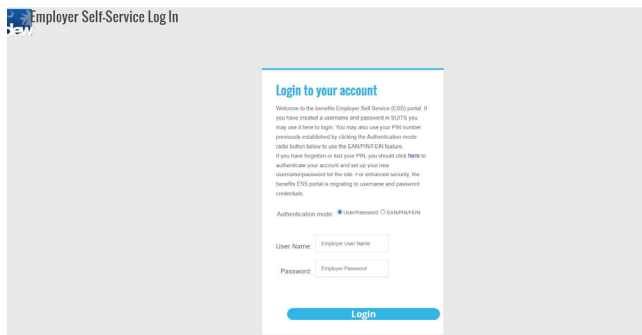 Employer Self-Service Log In
dew
Login to your account
Welcome to the benefits Employer Self Service (ESS) portal. If
you have created a username and password in SUITS you
may use it here to login. You may also use your PIN number
previously established by clicking the Authentication mode
radio button below to use the EAN/PIN/FEIN feature.
If you have forgotten or lost your PIN, you should click here to
authenticate your account and set up your new
username/password for the site. For enhanced security, the
benefits ESS portal is migrating to username and password
credentials.
Authentication mode: User/Password EAN/PIN/FEIN
User Name: Employer User Name
Password: Employer Password
Login